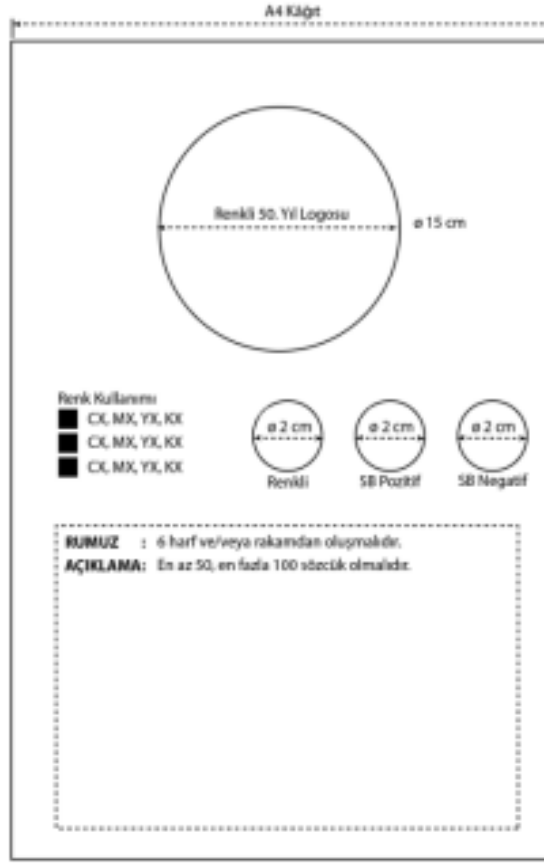 A4 Kâğıt
Renkli 50. Yıl Logosu
ø 15 cm
Renk Kullanımı
CX, MX, YX, KX
CX, MX, YX, KX
CX, MX, YX, KX
ø 2 cm
Renkli
ø 2 cm
SB Pozitif
ø 2 cm
SB Negatif
RUMUZ : 6 harf ve/veya rakamdan oluşmalıdır.
AÇIKLAMA: En az 50, en fazla 100 sözcük olmalıdır.